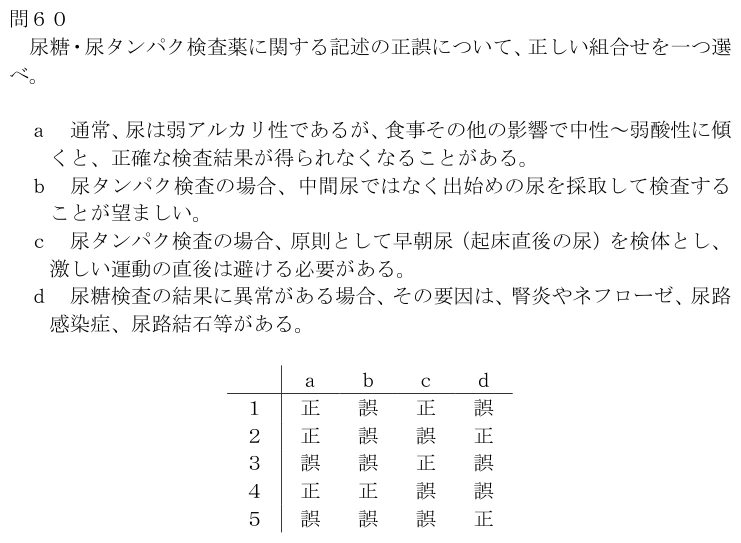 問６０
尿糖・尿タンパク検査薬に関する記述の正誤について、正しい組合せを一つ選
べ。
ａ　通常、尿は弱アルカリ性であるが、食事その他の影響で中性～弱酸性に傾
くと、正確な検査結果が得られなくなることがある。
ｂ　尿タンパク検査の場合、中間尿ではなく出始めの尿を採取して検査する
ことが望ましい。
ｃ　尿タンパク検査の場合、原則として早朝尿（起床直後の尿）を検体とし、
激しい運動の直後は避ける必要がある。
ｄ　尿糖検査の結果に異常がある場合、その要因は、腎炎やネフローゼ、尿路
感染症、尿路結石等がある。
ａ ｂ ｃ ｄ
１ 正 誤 正 誤
２ 正 誤 誤 正
３ 誤 誤 正 誤
４ 正 正 誤 誤
５ 誤 誤 誤 正